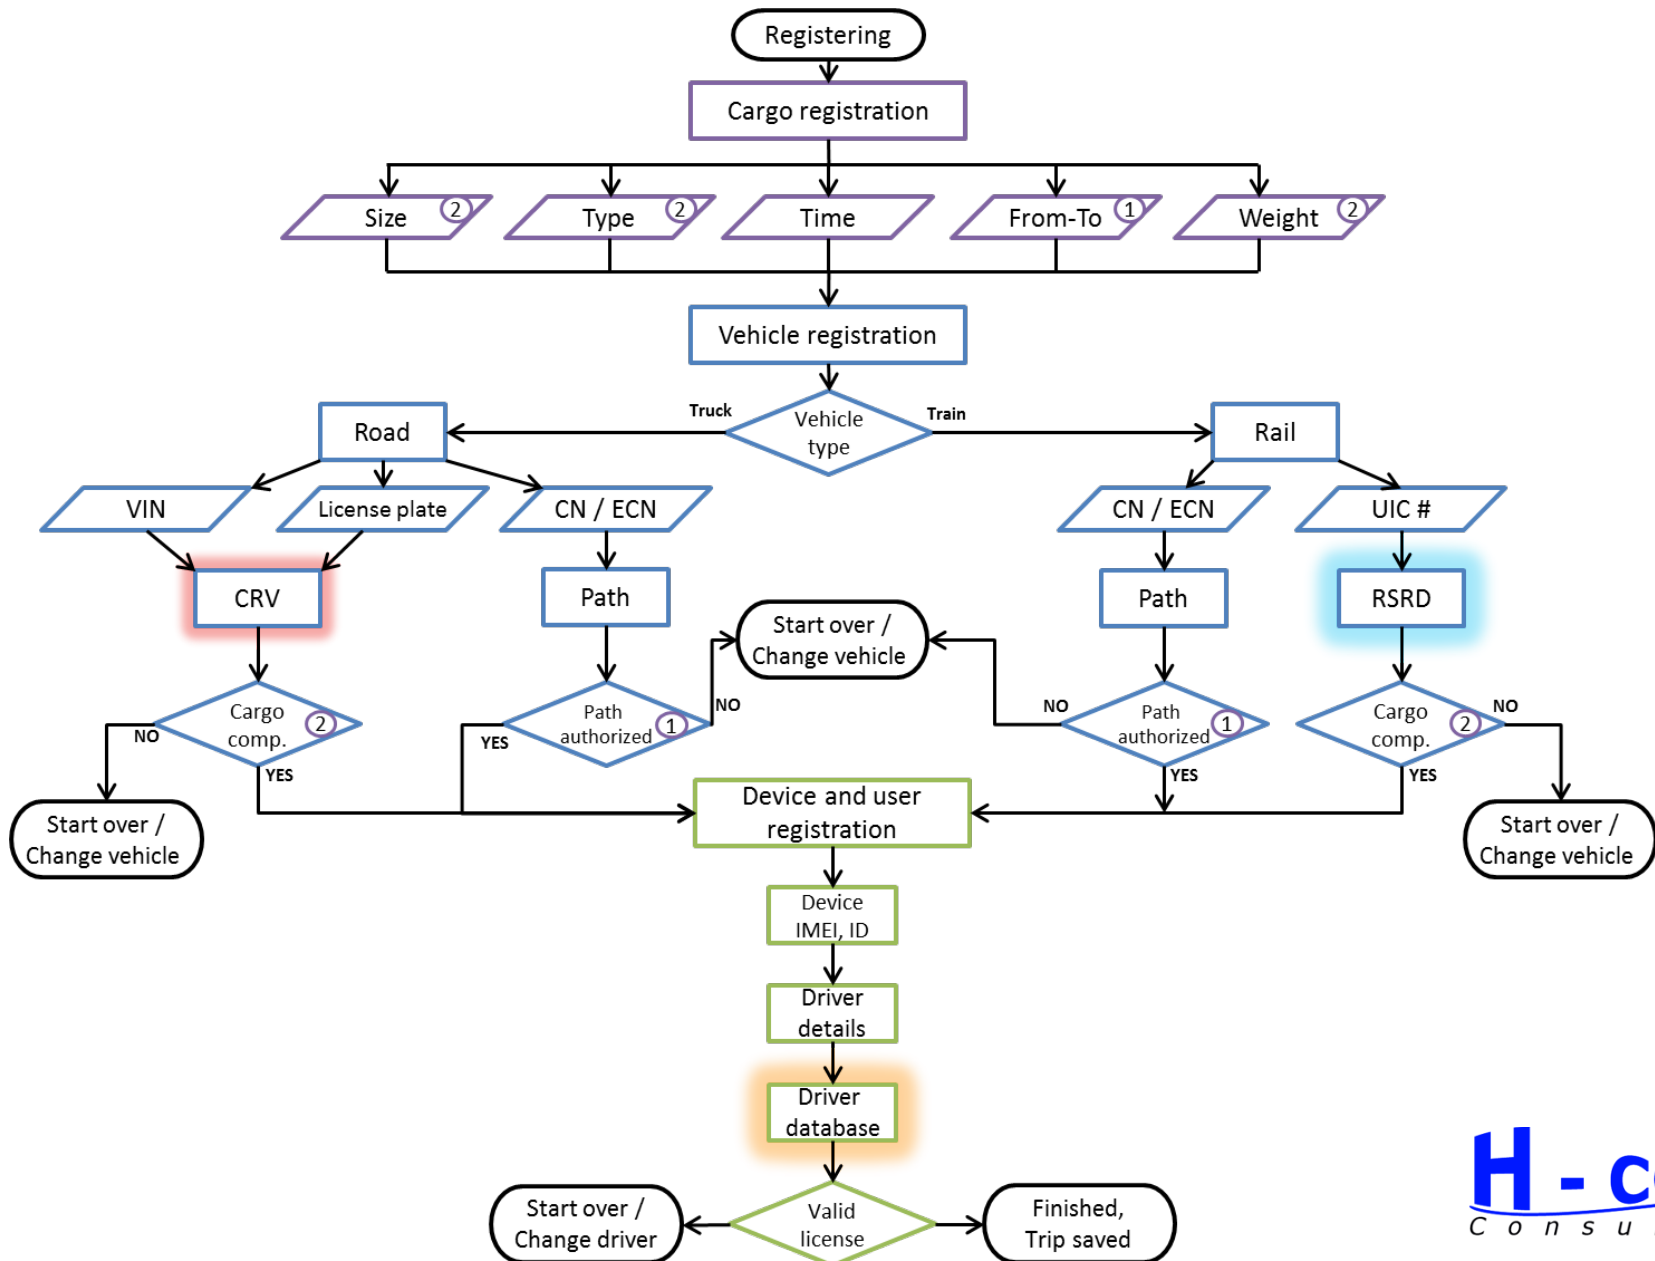 Registering
Cargo registration
Size 2
Type 2
Time
From-To 1
Weight 2
Vehicle registration
Truck
Vehicle
type
Train
Road
Rail
VIN
License plate
CN / ECN
CN / ECN
UIC #
CRV
Path
Start over /
Change vehicle
Path
RSRD
Cargo
comp.
2
NO
YES
Path
authorized
1
YES
NO
Path
authorized
1
NO
YES
Cargo
comp.
2
NO
YES
Start over /
Change vehicle
Device and user
registration
Start over /
Change vehicle
Device
IMEI, ID
Driver
details
Driver
database
Start over /
Change driver
Valid
license
Finished,
Trip saved
H - c
Consu